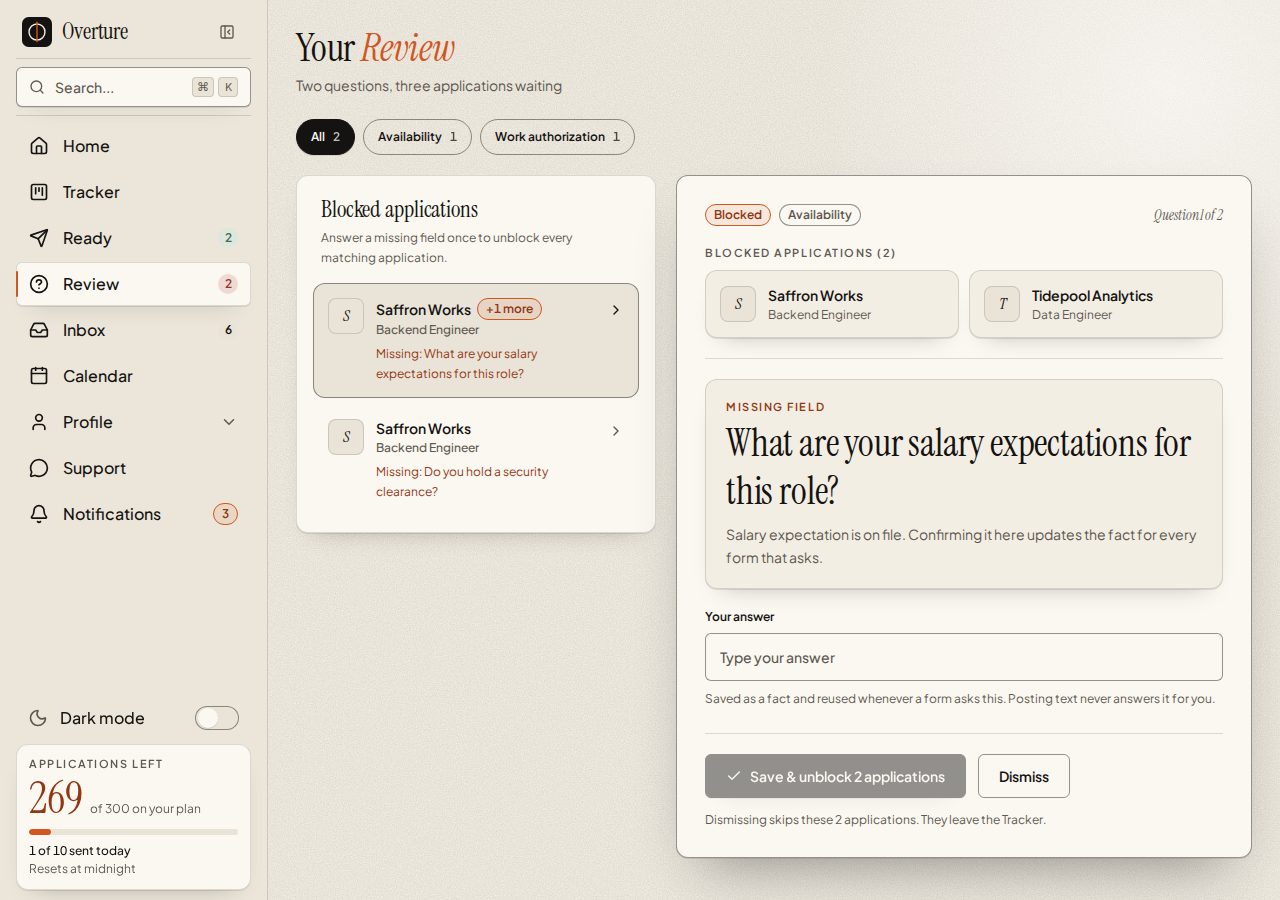 Overture
Search...
⌘ K
Home
Tracker
Ready 2
Review 2
Inbox 6
Calendar
Profile
Support
Notifications 3
Dark mode
APPLICATIONS LEFT
269 of 300 on your plan
1 of 10 sent today
Resets at midnight
Your Review
Two questions, three applications waiting
All 2
Availability 1
Work authorization 1
Blocked applications
Answer a missing field once to unblock every
matching application.
S
Saffron Works +1 more
Backend Engineer
Missing: What are your salary
expectations for this role?
S
Saffron Works
Backend Engineer
Missing: Do you hold a security
clearance?
Blocked
Availability
Question 1 of 2
BLOCKED APPLICATIONS (2)
S
Saffron Works
Backend Engineer
T
Tidepool Analytics
Data Engineer
MISSING FIELD
What are your salary expectations for
this role?
Salary expectation is on file. Confirming it here updates the fact for every
form that asks.
Your answer
Type your answer
Saved as a fact and reused whenever a form asks this. Posting text never answers it for you.
Save & unblock 2 applications
Dismiss
Dismissing skips these 2 applications. They leave the Tracker.